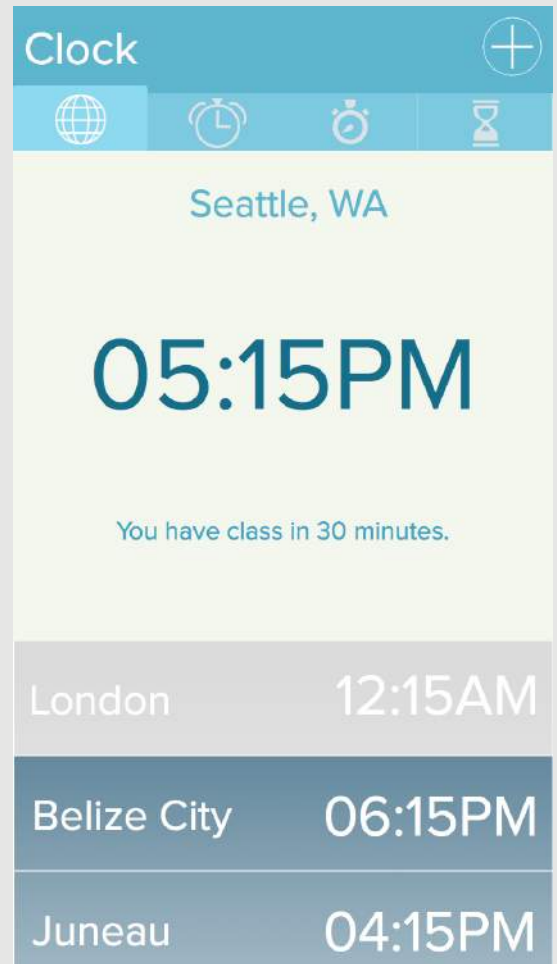 Clock
Seattle, WA
05:15PM
You have class in 30 minutes.
London 12:15AM
Belize City 06:15PM
Juneau 04:15PM